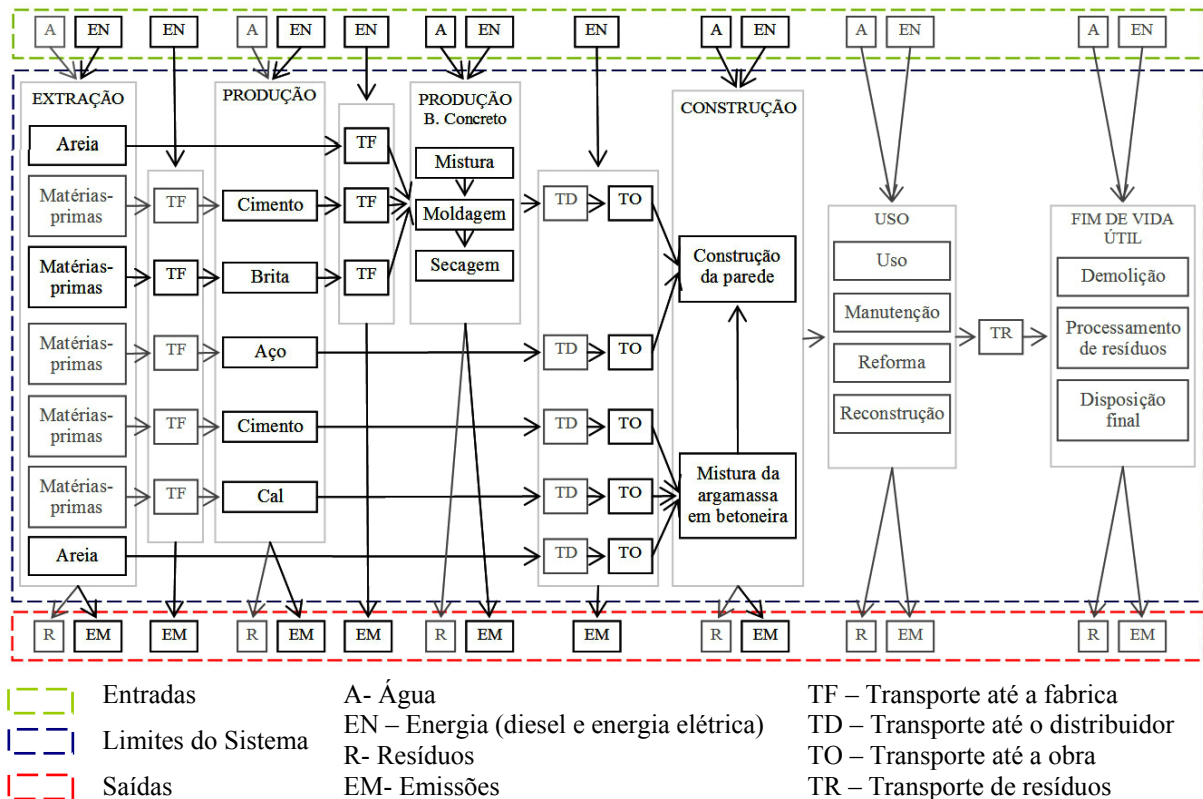 A EN EN A EN EN A EN EN A EN A EN A EN
EXTRAÇÃO
PRODUÇÃO
PRODUÇÃO
B. Concreto
CONSTRUÇÃO
Areia
TF
Mistura
Matérias-
primas
TF
Cimento
TF
Moldagem
TD
TO
Matérias-
primas
TF
Brita
TF
Secagem
Construção
da parede
USO
Uso
Manutenção
Reforma
Reconstrução
TR
FIM DE VIDA
ÚTIL
Demolição
Processamento
de resíduos
Disposição
final
Matérias-
primas
TF
Aço
TD
TO
Matérias-
primas
Cimento
TD
TO
Matérias-
primas
TF
Cal
TD
TO
Mistura da
argamassa
em betoneira
Areia
TD
TO
R EM EM R EM EM R EM EM R EM R EM R EM
Entradas
Limites do Sistema
Saídas
A- Água
EN – Energia (diesel e energia elétrica)
R- Resíduos
EM- Emissões
TF – Transporte até a fabrica
TD – Transporte até o distribuidor
TO – Transporte até a obra
TR – Transporte de resíduos